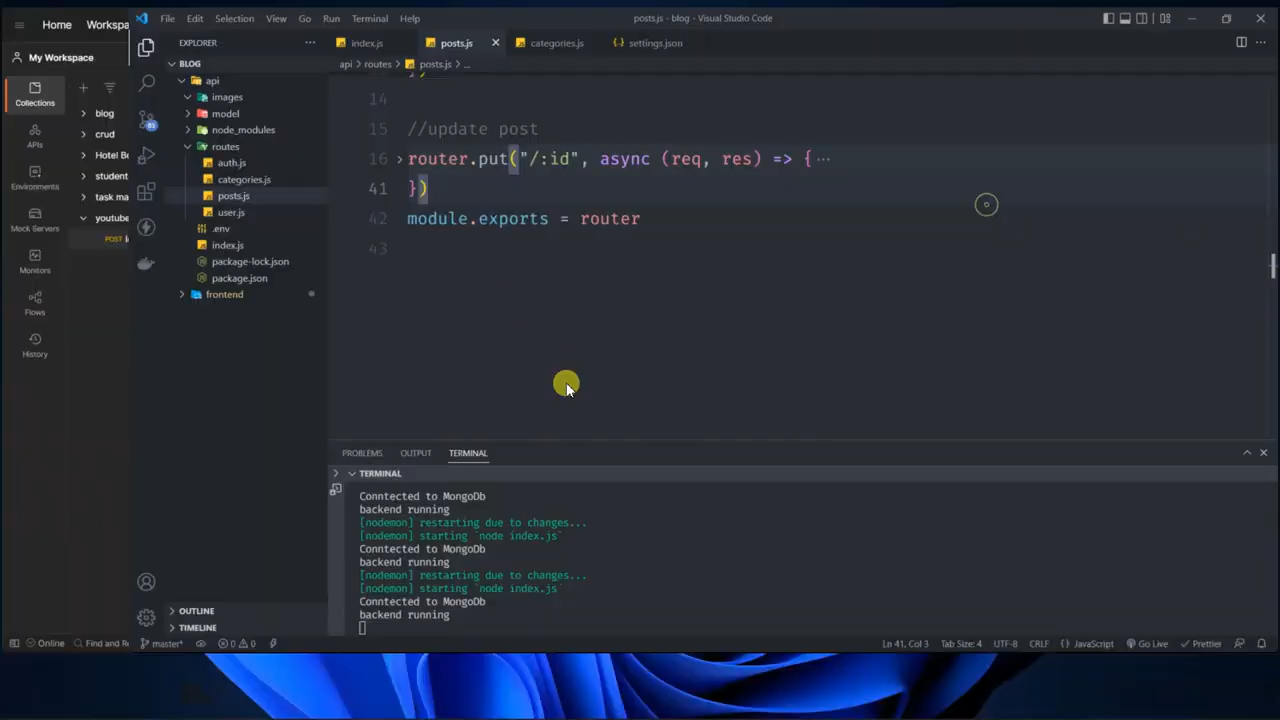 Home Workspa
My Workspace
Collections
APIs
Environments
Mock Servers
Monitors
Flows
History
blog
crud
Hotel Bo
student
task ma
youtube
POST
File Edit Selection View Go Run Terminal Help
posts.js - blog - Visual Studio Code
EXPLORER
BLOG
api
images
model
node_modules
routes
auth.js
categories.js
posts.js
user.js
.env
index.js
package-lock.json
package.json
frontend
OUTLINE
TIMELINE
index.js posts.js categories.js settings.json
api > routes > posts.js > ...
14
15 //update post
16 router.put("/:id", async (req, res) => { ...
41 })
42 module.exports = router
43
PROBLEMS OUTPUT TERMINAL
TERMINAL
Conntected to MongoDb
backend running
[nodemon] restarting due to changes...
[nodemon] starting `node index.js`
Conntected to MongoDb
backend running
[nodemon] restarting due to changes...
[nodemon] starting `node index.js`
Conntected to MongoDb
backend running
Online Find and Re
master* 0 0 Ln 41, Col 3 Tab Size: 4 UTF-8 CRLF {} JavaScript Go Live Prettier